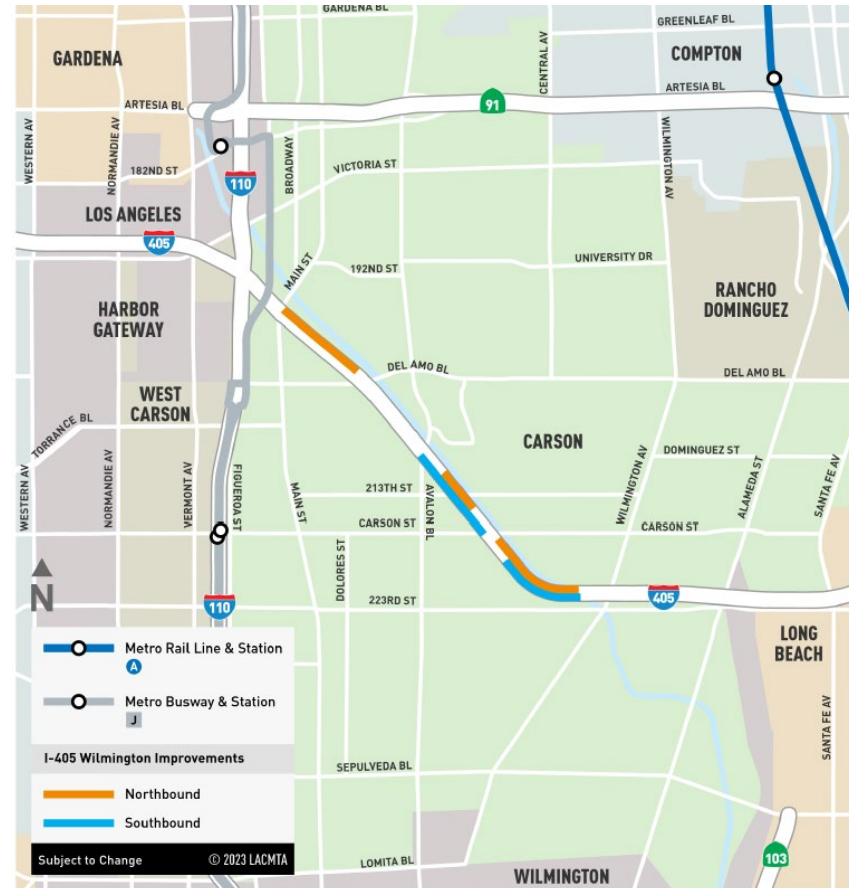 GARDENA BL
GREENLEAF BL
GARDENA
COMPTON
CENTRAL AV
ARTESIA BL
ARTESIA BL
91
WESTERN AV
NORMANDIE AV
BROADWAY
WILMINGTON AV
182ND ST
VICTORIA ST
110
LOS ANGELES
405
MAIN ST
192ND ST
UNIVERSITY DR
RANCHO
DOMINGUEZ
HARBOR
GATEWAY
DEL AMO BL
DEL AMO BL
WEST
CARSON
TORRANCE BL
CARSON
DOMINGUEZ ST
WESTERN AV
NORMANDIE AV
VERMONT AV
FIGUEROA ST
MAIN ST
213TH ST
AVALON BL
WILMINGTON AV
ALAMEDA ST
SANTA FE AV
CARSON ST
CARSON ST
DOLORES ST
N
110
223RD ST
405
LONG
BEACH
SANTA FE AV
Metro Rail Line & Station
A
Metro Busway & Station
J
I-405 Wilmington Improvements
SEPULVEDA BL
Northbound
Southbound
Subject to Change
© 2023 LACMTA
LOMITA BL
103
WILMINGTON